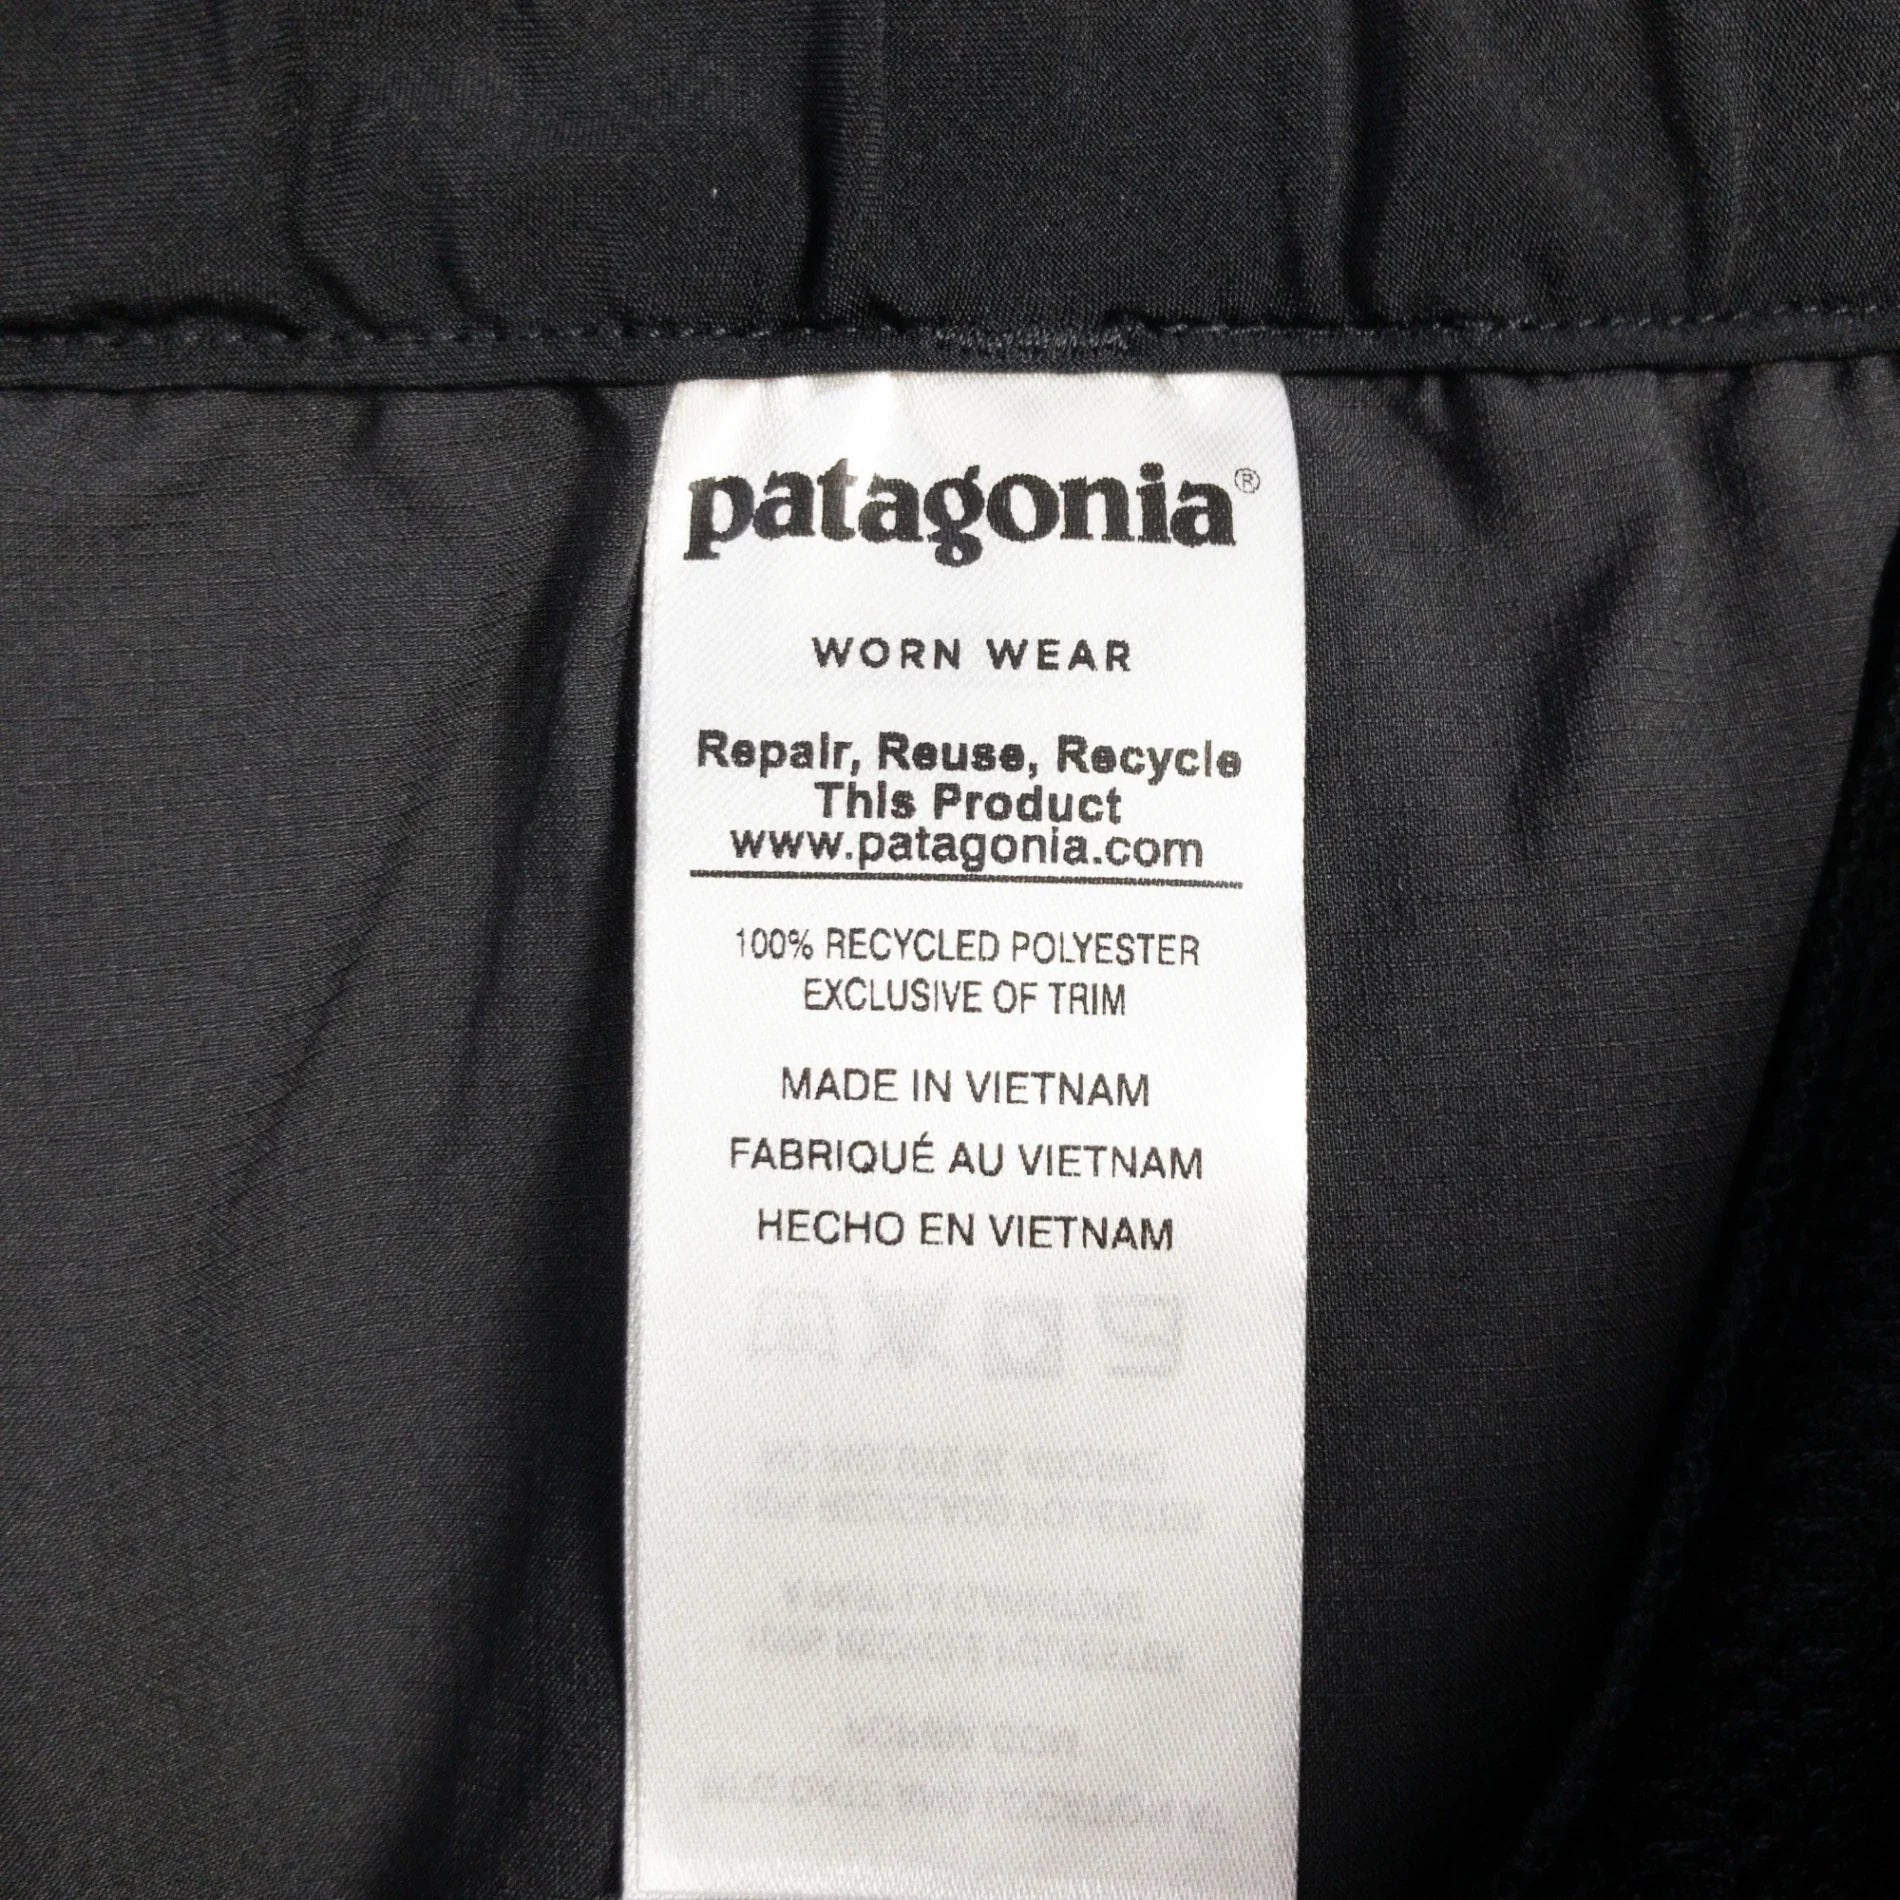 patagonia®
WORN WEAR
Repair, Reuse, Recycle
This Product
www.patagonia.com
100% RECYCLED POLYESTER
EXCLUSIVE OF TRIM
MADE IN VIETNAM
FABRIQUÉ AU VIETNAM
HECHO EN VIETNAM